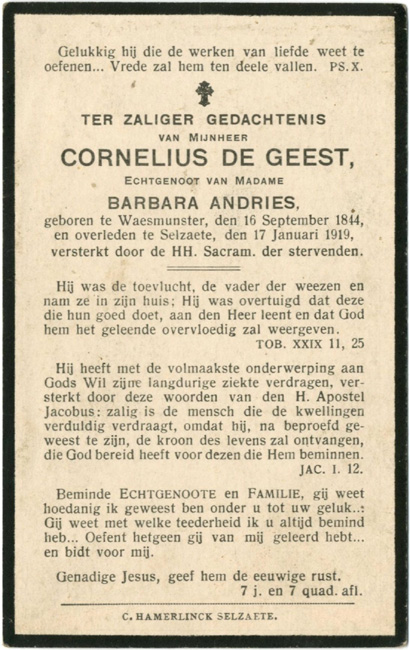 Gelukkig hij die de werken van liefde weet te
oefenen... Vrede zal hem ten deele vallen. PS. X.
TER ZALIGER GEDACHTENIS
VAN MIJNHEER
CORNELIUS DE GEEST,
ECHTGENOOT VAN MADAME
BARBARA ANDRIES,
geboren te Waesmunster, den 16 September 1844,
en overleden te Selzaete, den 17 Januari 1919,
versterkt door de HH. Sacram. der stervenden.
Hij was de toevlucht, de vader der weezen en
nam ze in zijn huis; Hij was overtuigd dat deze
die hun goed doet, aan den Heer leent en dat God
hem het geleende overvloedig zal weergeven.
TOB. XXIX 11, 25
Hij heeft met de volmaakste onderwerping aan
Gods Wil zijne langdurige ziekte verdragen, ver-
sterkt door deze woorden van den H. Apostel
Jacobus: zalig is de mensch die de kwellingen
verduldig verdraagt, omdat hij, na beproefd ge-
weest te zijn, de kroon des levens zal ontvangen,
die God bereid heeft voor dezen die Hem beminnen.
JAC. I. 12.
Beminde ECHTGENOOTE en FAMILIE, gij weet
hoedanig ik geweest ben onder u tot uw geluk..:
Gij weet met welke teederheid ik u altijd bemind
heb... Oefent hetgeen gij van mij geleerd hebt...
en bidt voor mij.
Genadige Jesus, geef hem de eeuwige rust.
7 j. en 7 quad. afl.
C. HAMERLINCK SELZAETE.